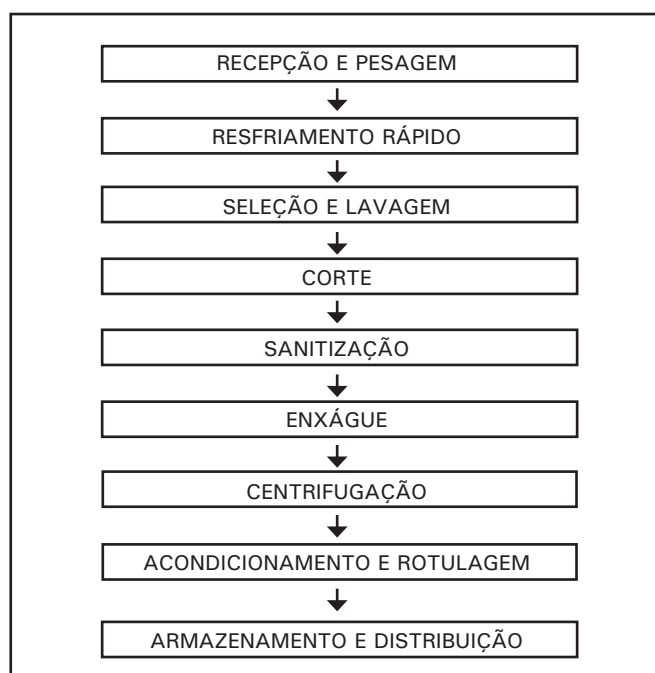 RECEPÇÃO E PESAGEM
RESFRIAMENTO RÁPIDO
SELEÇÃO E LAVAGEM
CORTE
SANITIZAÇÃO
ENXÁGUE
CENTRIFUGAÇÃO
ACONDICIONAMENTO E ROTULAGEM
ARMAZENAMENTO E DISTRIBUIÇÃO